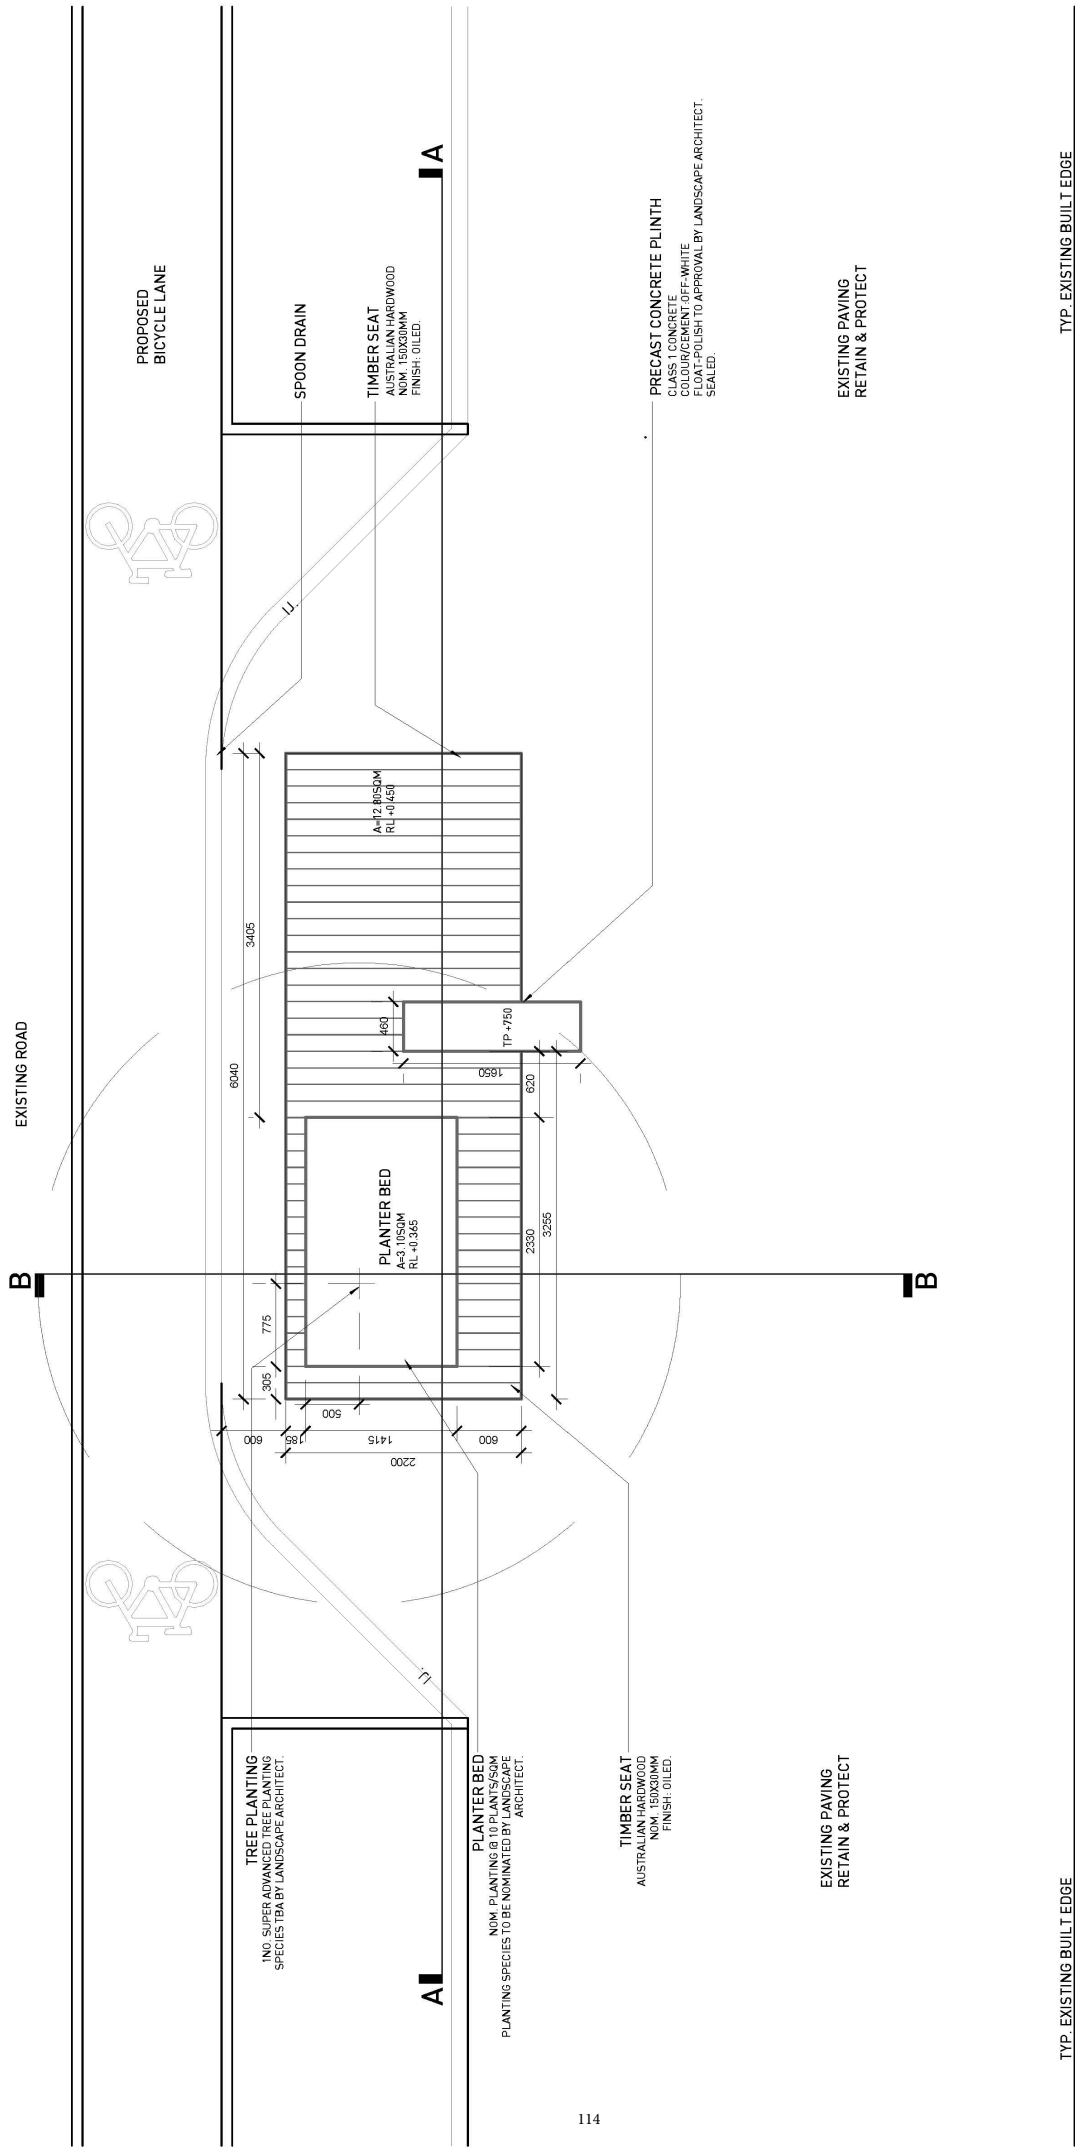 EXISTING ROAD
PROPOSED
BICYCLE LANE
SPOON DRAIN
TIMBER SEAT
AUSTRALIAN HARDWOOD
NOM. 150X30MM
FINISH: OILED.
A
PRECAST CONCRETE PLINTH
CLASS 1 CONCRETE
COLOUR/CEMENT :OFF-WHITE
FLOAT-POLISH TO APPROVAL BY LANDSCAPE ARCHITECT.
SEALED.
EXISTING PAVING
RETAIN & PROTECT
TYP. EXISTING BUILT EDGE
IJ.
A=12.80SQM
RL +0.450
3405
6040
460
TP +750
1650
620
2330
3255
PLANTER BED
A=3.10SQM
RL +0.365
B
B
775
305
500
600
185
1415
600
2200
IJ.
TREE PLANTING
1NO. SUPER ADVANCED TREE PLANTING
SPECIES TBA BY LANDSCAPE ARCHITECT.
PLANTER BED
NOM. PLANTING @ 10 PLANTS/SQM
PLANTING SPECIES TO BE NOMINATED BY LANDSCAPE
ARCHITECT.
TIMBER SEAT
AUSTRALIAN HARDWOOD
NOM. 150X30MM
FINISH: OILED.
A
EXISTING PAVING
RETAIN & PROTECT
TYP. EXISTING BUILT EDGE
114